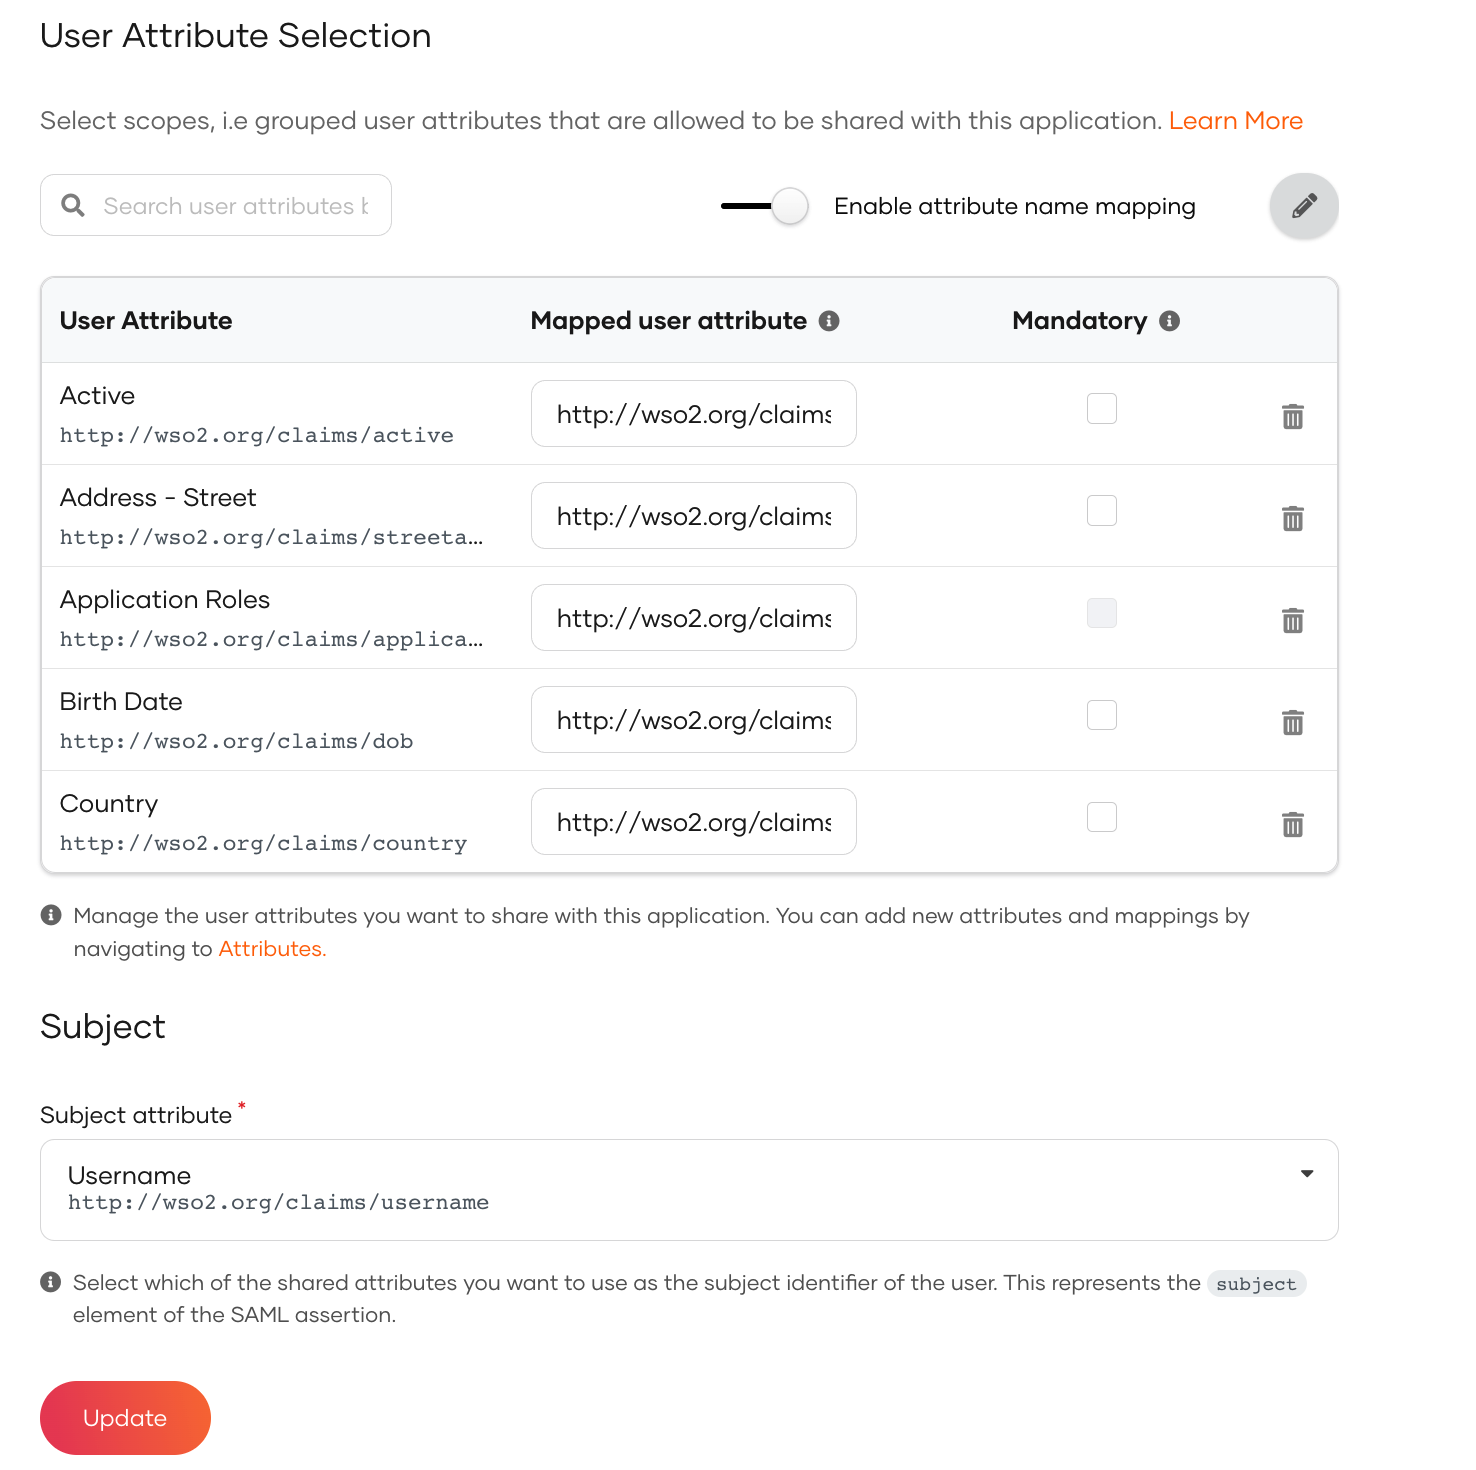 User Attribute Selection
Select scopes, i.e grouped user attributes that are allowed to be shared with this application. Learn More
Search user attributes b
Enable attribute name mapping
User Attribute
Mapped user attribute
Mandatory
Active
http://wso2.org/claims/active
http://wso2.org/claims
Address - Street
http://wso2.org/claims/streeta...
http://wso2.org/claims
Application Roles
http://wso2.org/claims/applica...
http://wso2.org/claims
Birth Date
http://wso2.org/claims/dob
http://wso2.org/claims
Country
http://wso2.org/claims/country
http://wso2.org/claims
Manage the user attributes you want to share with this application. You can add new attributes and mappings by
navigating to Attributes.
Subject
Subject attribute *
Username
http://wso2.org/claims/username
Select which of the shared attributes you want to use as the subject identifier of the user. This represents the subject
element of the SAML assertion.
Update